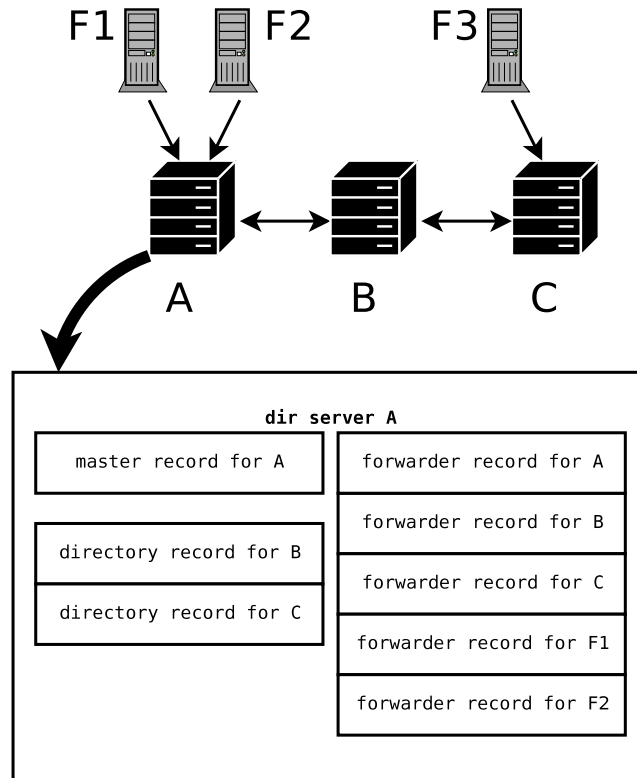 F1
F2
F3
A
B
C
dir server A
master record for A
directory record for B
directory record for C
forwarder record for A
forwarder record for B
forwarder record for C
forwarder record for F1
forwarder record for F2